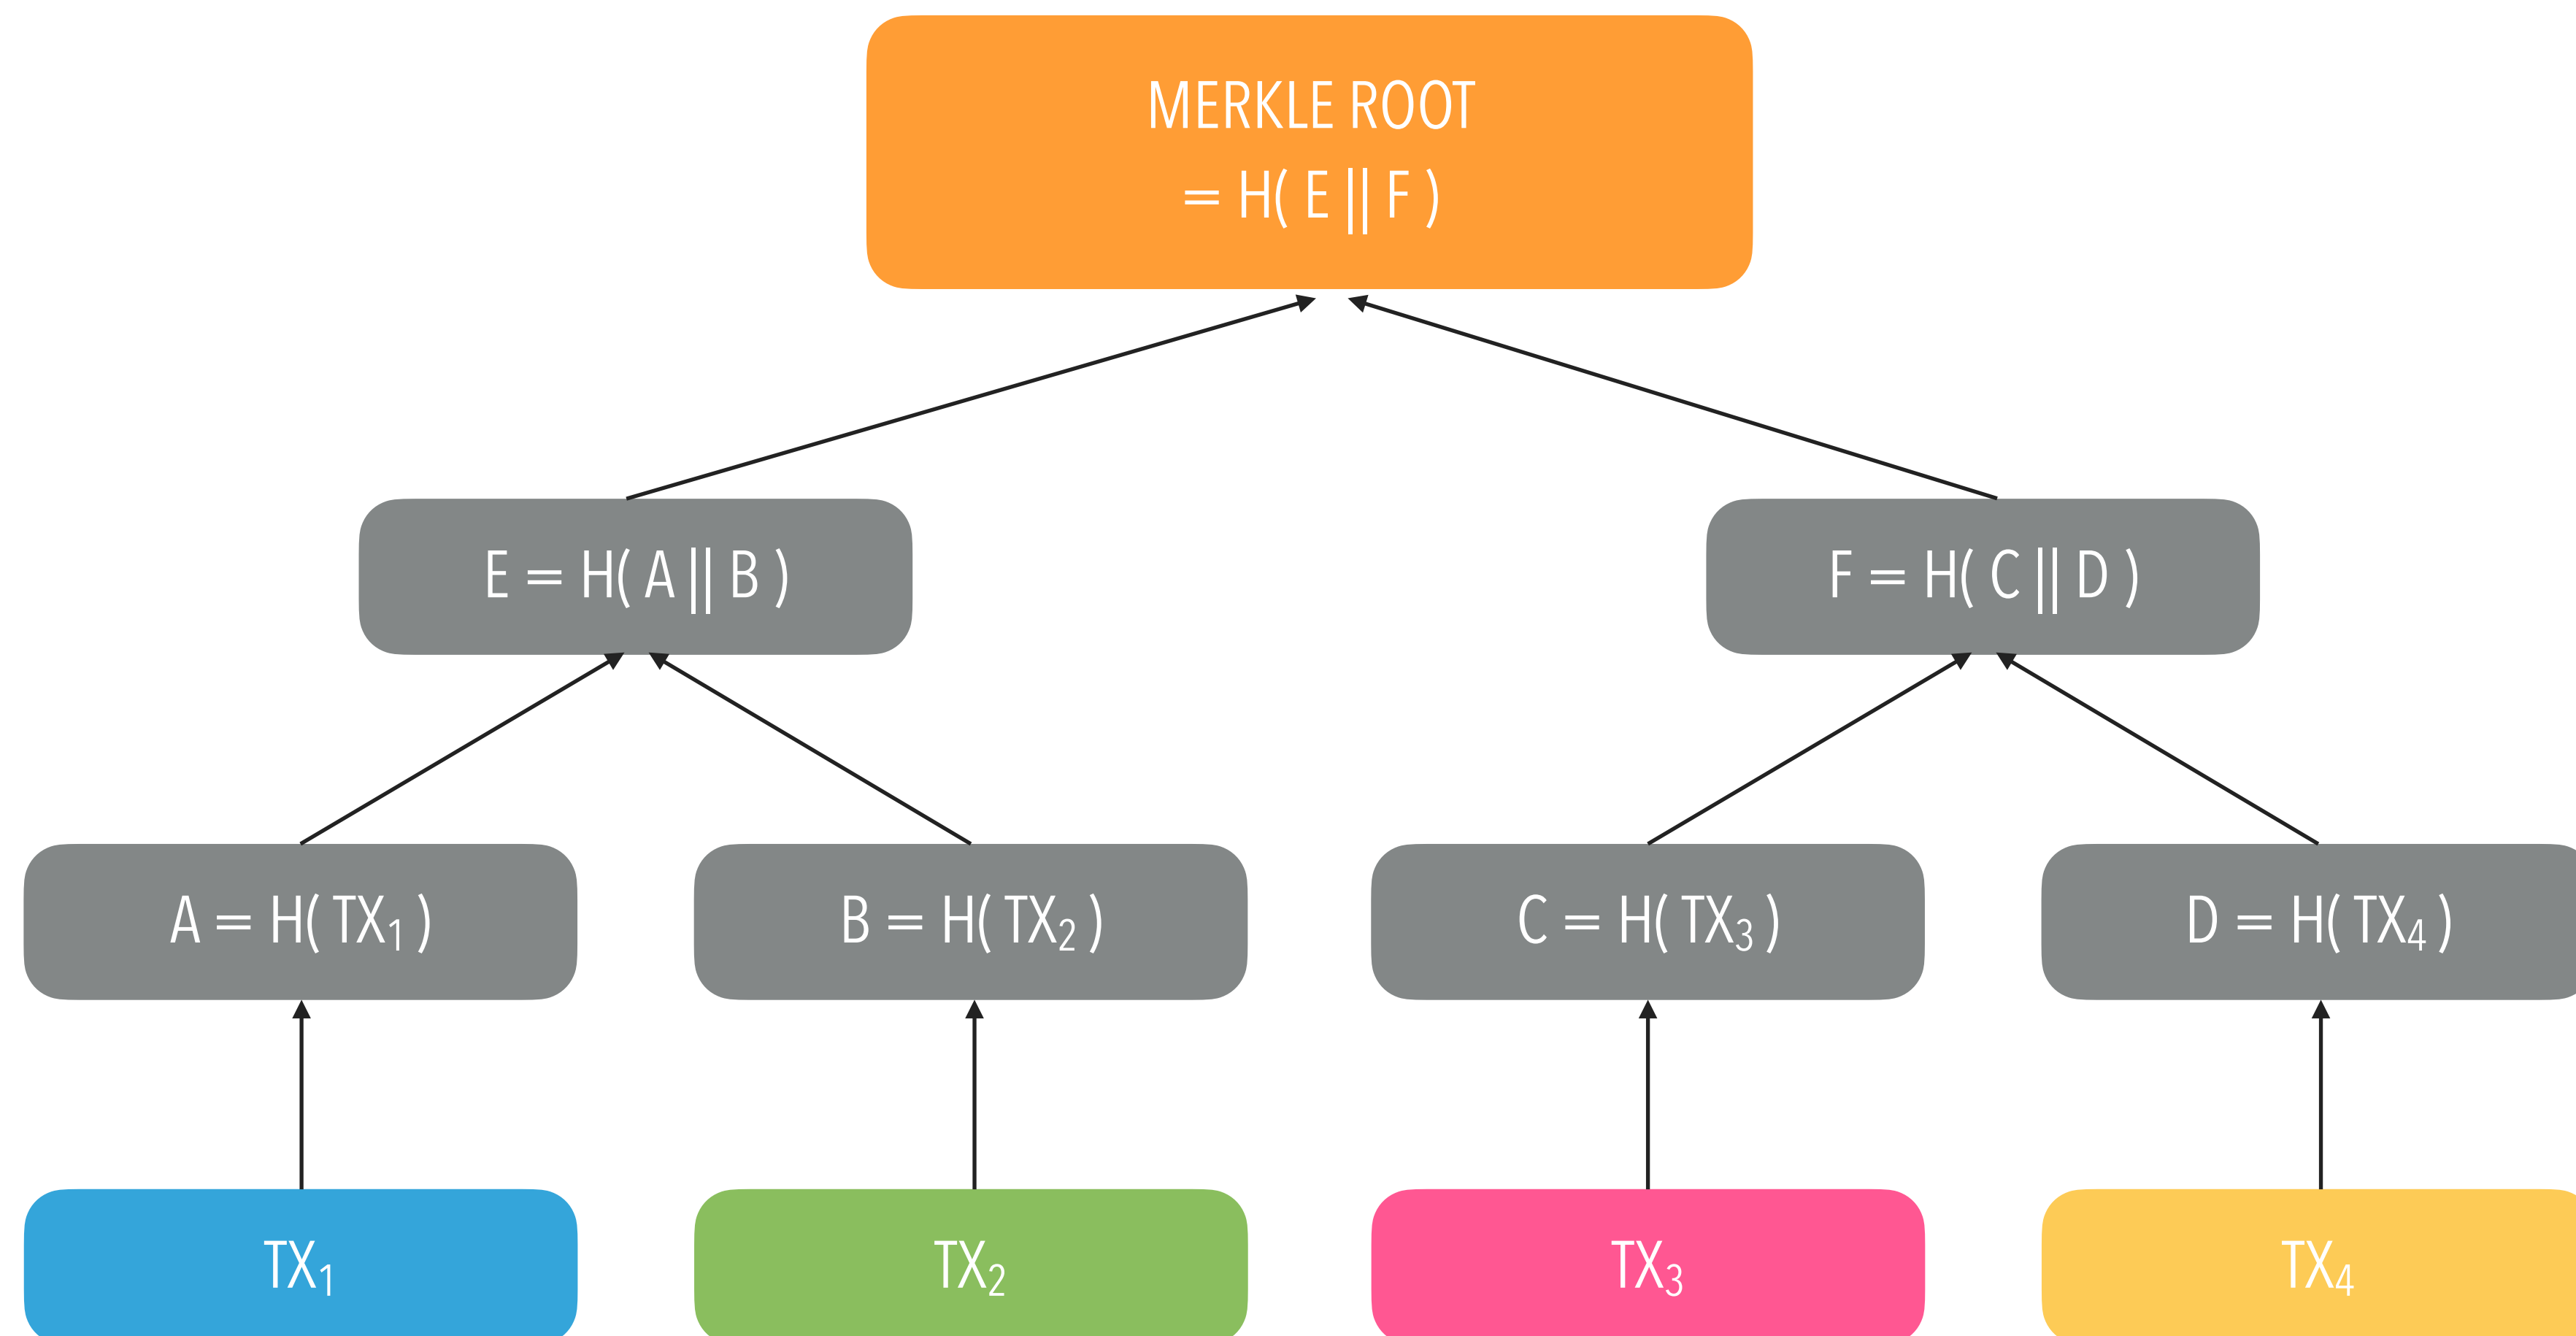 MERKLE ROOT
= H( E || F )
E = H( A || B )
F = H( C || D )
A = H( TX₁ )
B = H( TX₂ )
C = H( TX₃ )
D = H( TX₄ )
TX₁
TX₂
TX₃
TX₄